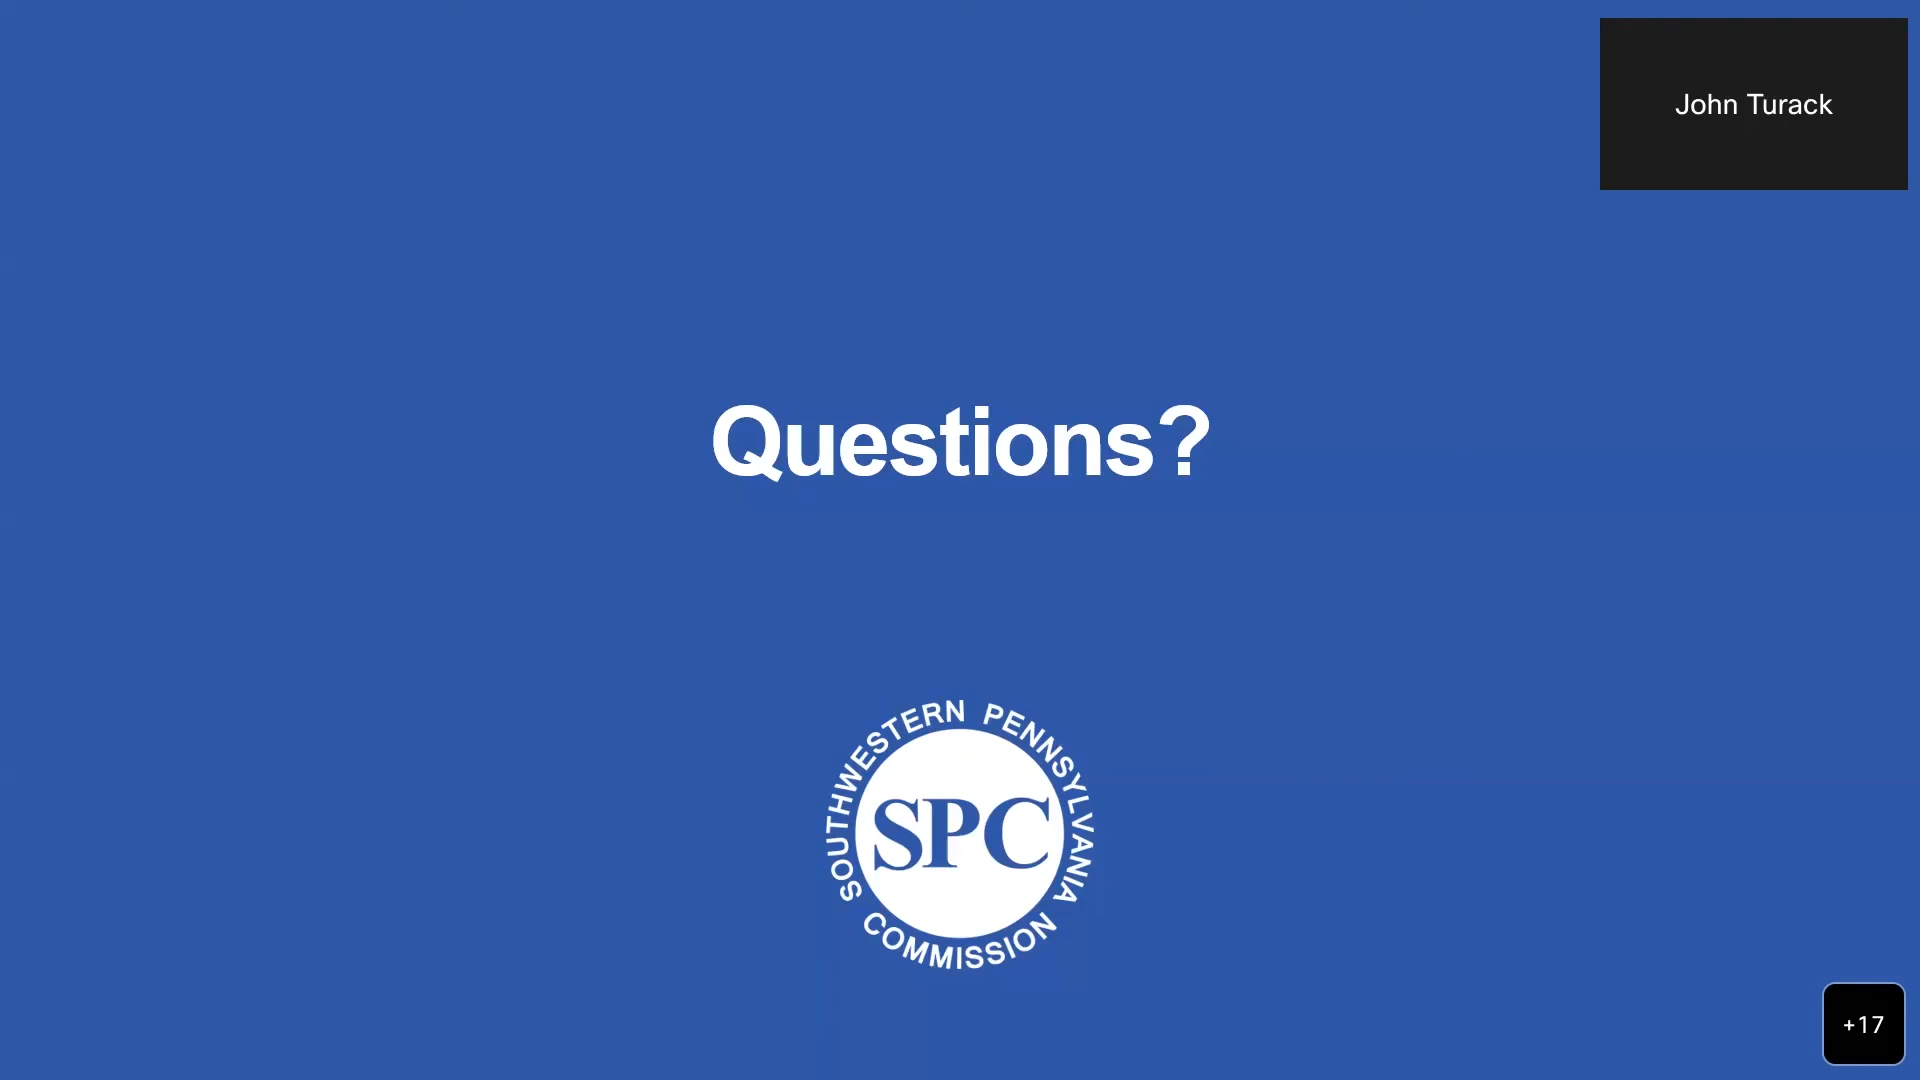 John Turack
Questions?
SOUTHWESTERN PENNSYLVANIA
SPC
COMMISSION
+17